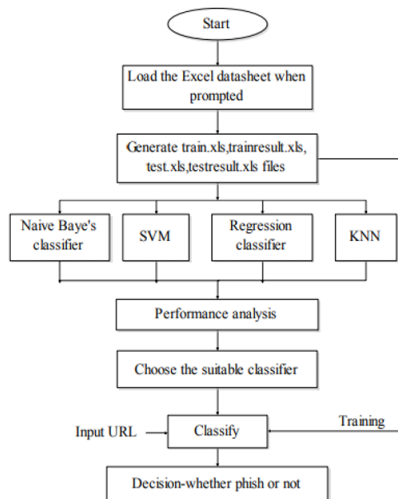 Start
Load the Excel datasheet when
prompted
Generate train.xls,trainresult.xls,
test.xls,testresult.xls files
Naive Baye's
classifier
SVM
Regression
classifier
KNN
Performance analysis
Choose the suitable classifier
Input URL
Classify
Training
Decision-whether phish or not